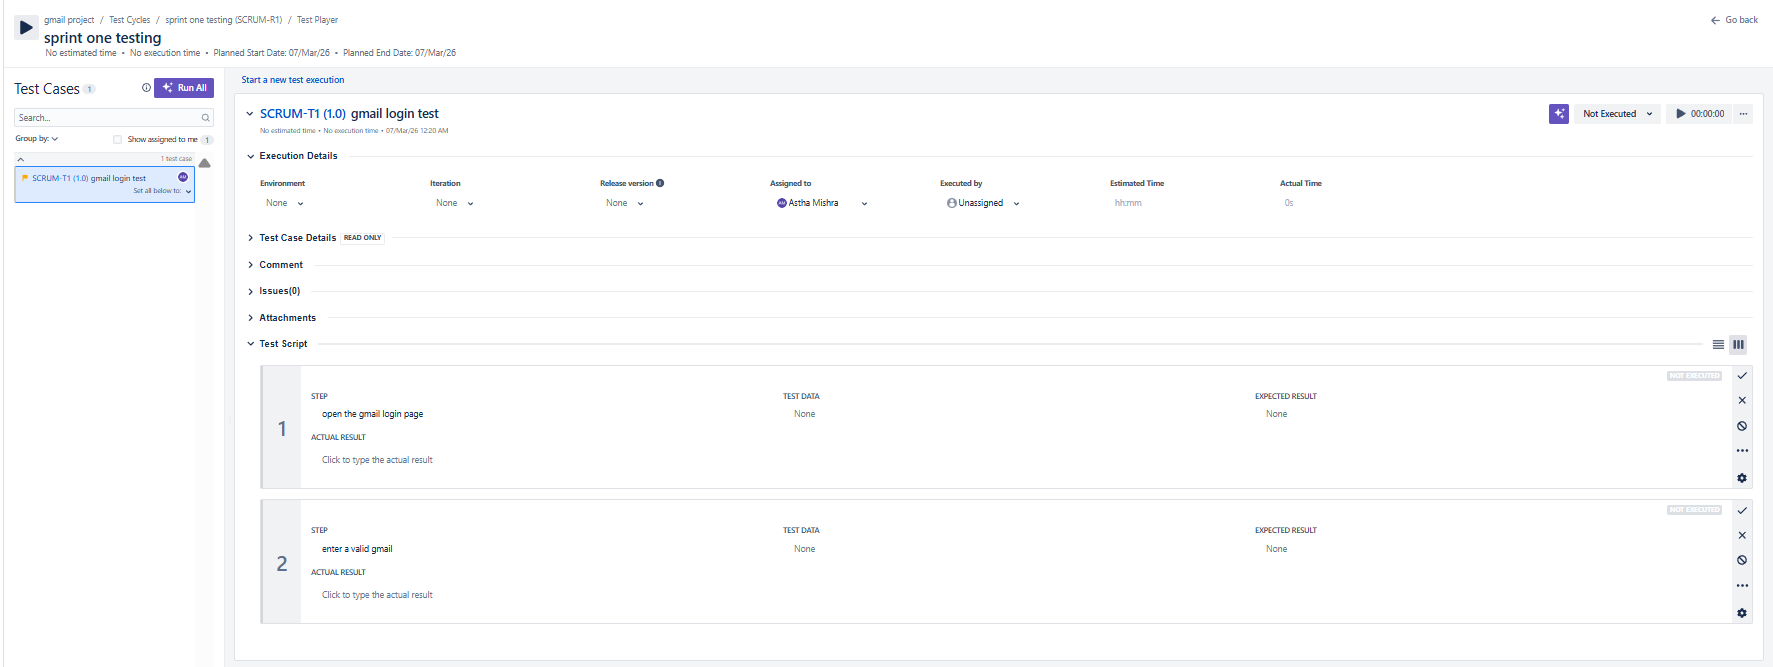 gmail project / Test Cycles / sprint one testing (SCRUM-R1) / Test Player
Go back
sprint one testing
No estimated time • No execution time • Planned Start Date: 07/Mar/26 • Planned End Date: 07/Mar/26
Test Cases 1
Run All
Search...
Group by:
Show assigned to me 1
1 test case
SCRUM-T1 (1.0) gmail login test AM
Set all below to:
Start a new test execution
SCRUM-T1 (1.0) gmail login test
Not Executed
00:00:00
No estimated time • No execution time • 07/Mar/26 12:20 AM
Execution Details
Environment Iteration Release version Assigned to Executed by Estimated Time Actual Time
None None None AM Astha Mishra Unassigned hh:mm 0s
Test Case Details READ ONLY
Comment
Issues(0)
Attachments
Test Script
1
NOT EXECUTED
STEP TEST DATA EXPECTED RESULT
open the gmail login page None None
ACTUAL RESULT
Click to type the actual result
2
NOT EXECUTED
STEP TEST DATA EXPECTED RESULT
enter a valid gmail None None
ACTUAL RESULT
Click to type the actual result